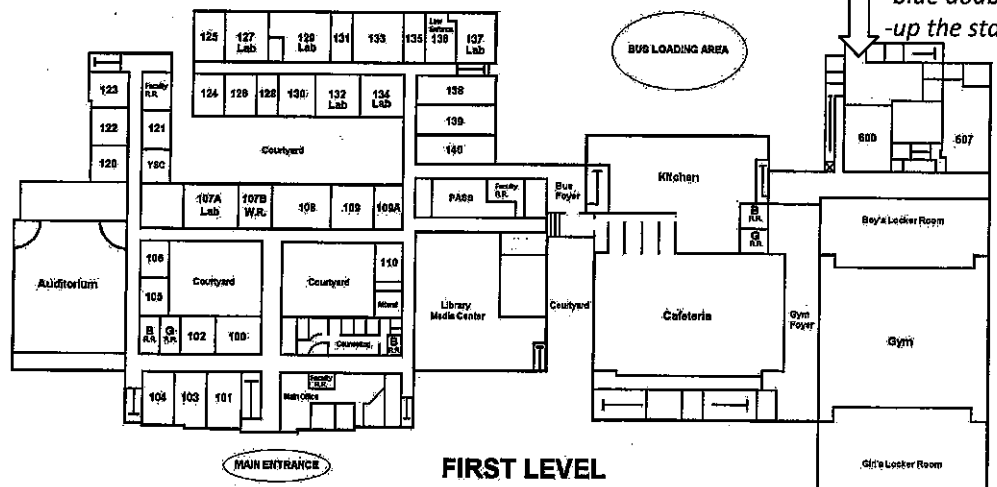 -blue doub
-up the sta
125
127
Lab
129
Lab
131
133
135
136
137
Lab
BUS LOADING AREA
123
Faculty
R.R.
124
126
128
130
132
Lab
134
Lab
138
122
121
139
600
607
120
YSC
Courtyard
140
Kitchen
107A
Lab
107B
W.R.
108
109
109A
PASS
Faculty
R.R.
Bus
Foyer
B
R.R.
G
R.R.
Boy's Locker Room
Auditorium
106
105
Courtyard
Courtyard
110
Library
Media Center
Courtyard
Cafeteria
Gym
Foyer
Gym
B
R.R.
G
R.R.
102
100
B
R.R.
104
103
101
Main Office
Faculty
R.R.
MAIN ENTRANCE
FIRST LEVEL
Girl's Locker Room